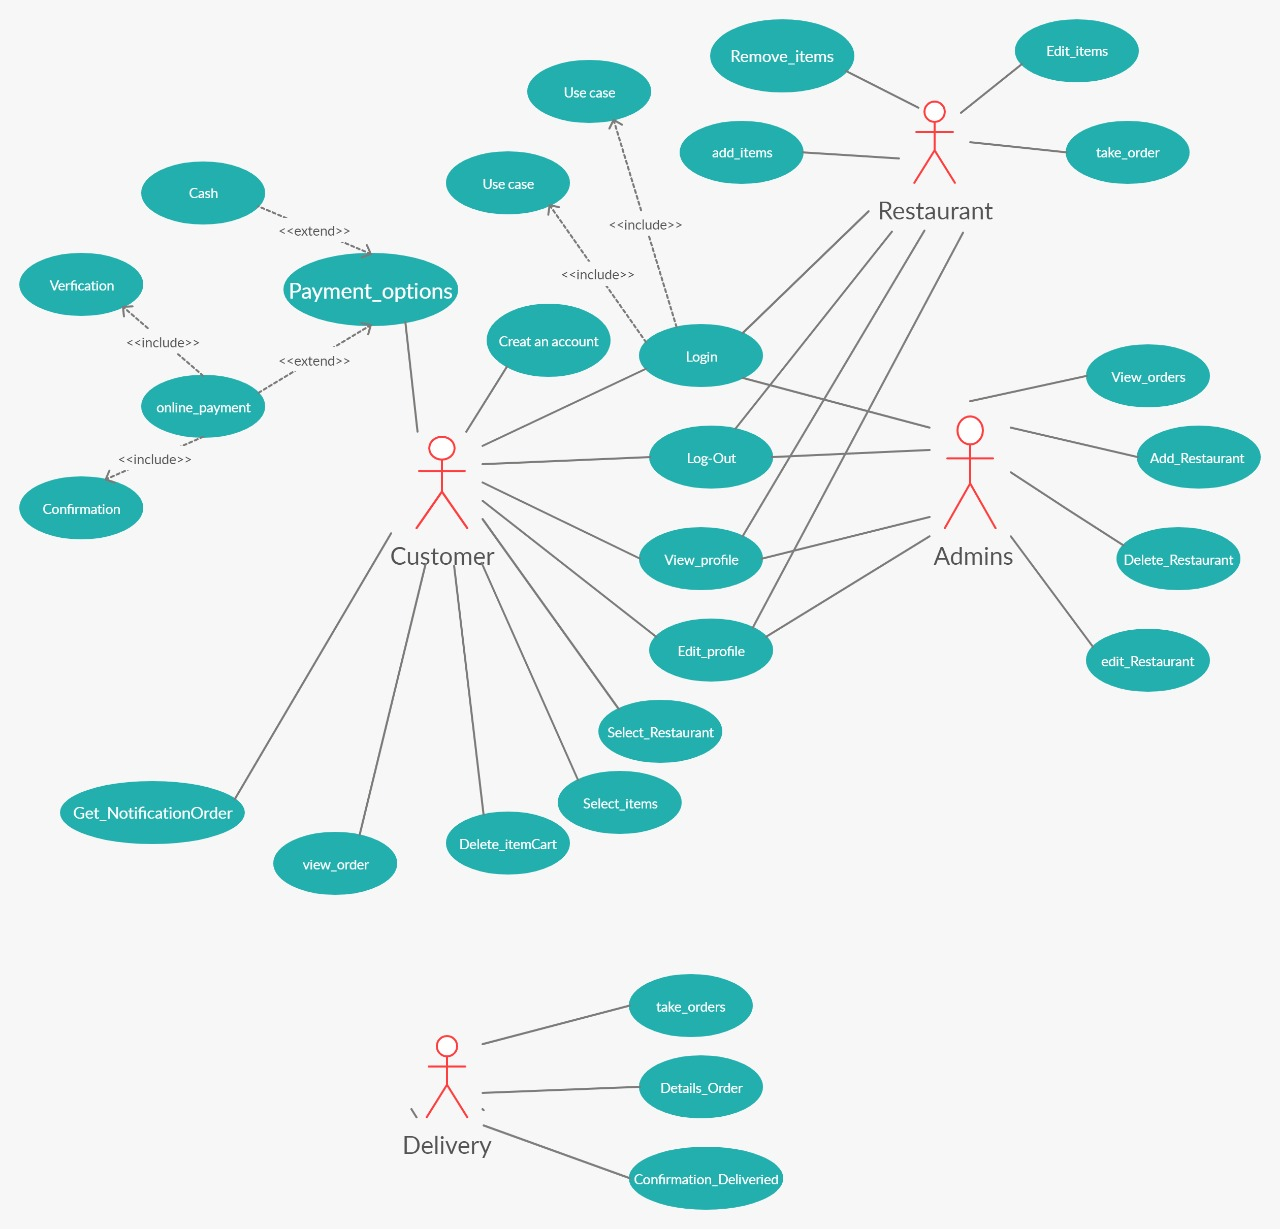 Remove_items
Edit_items
Use case
add_items
take_order
Use case
Cash
Restaurant
<<include>>
<<extend>>
<<include>>
Verfication
Payment_options
<<include>>
Creat an account
Login
<<extend>>
View_orders
online_payment
<<include>>
Log-Out
Add_Restaurant
Confirmation
Customer
View_profile
Admins
Delete_Restaurant
Edit_profile
edit_Restaurant
Select_Restaurant
Select_items
Get_NotificationOrder
Delete_itemCart
view_order
take_orders
Details_Order
Delivery
Confirmation_Deliveried